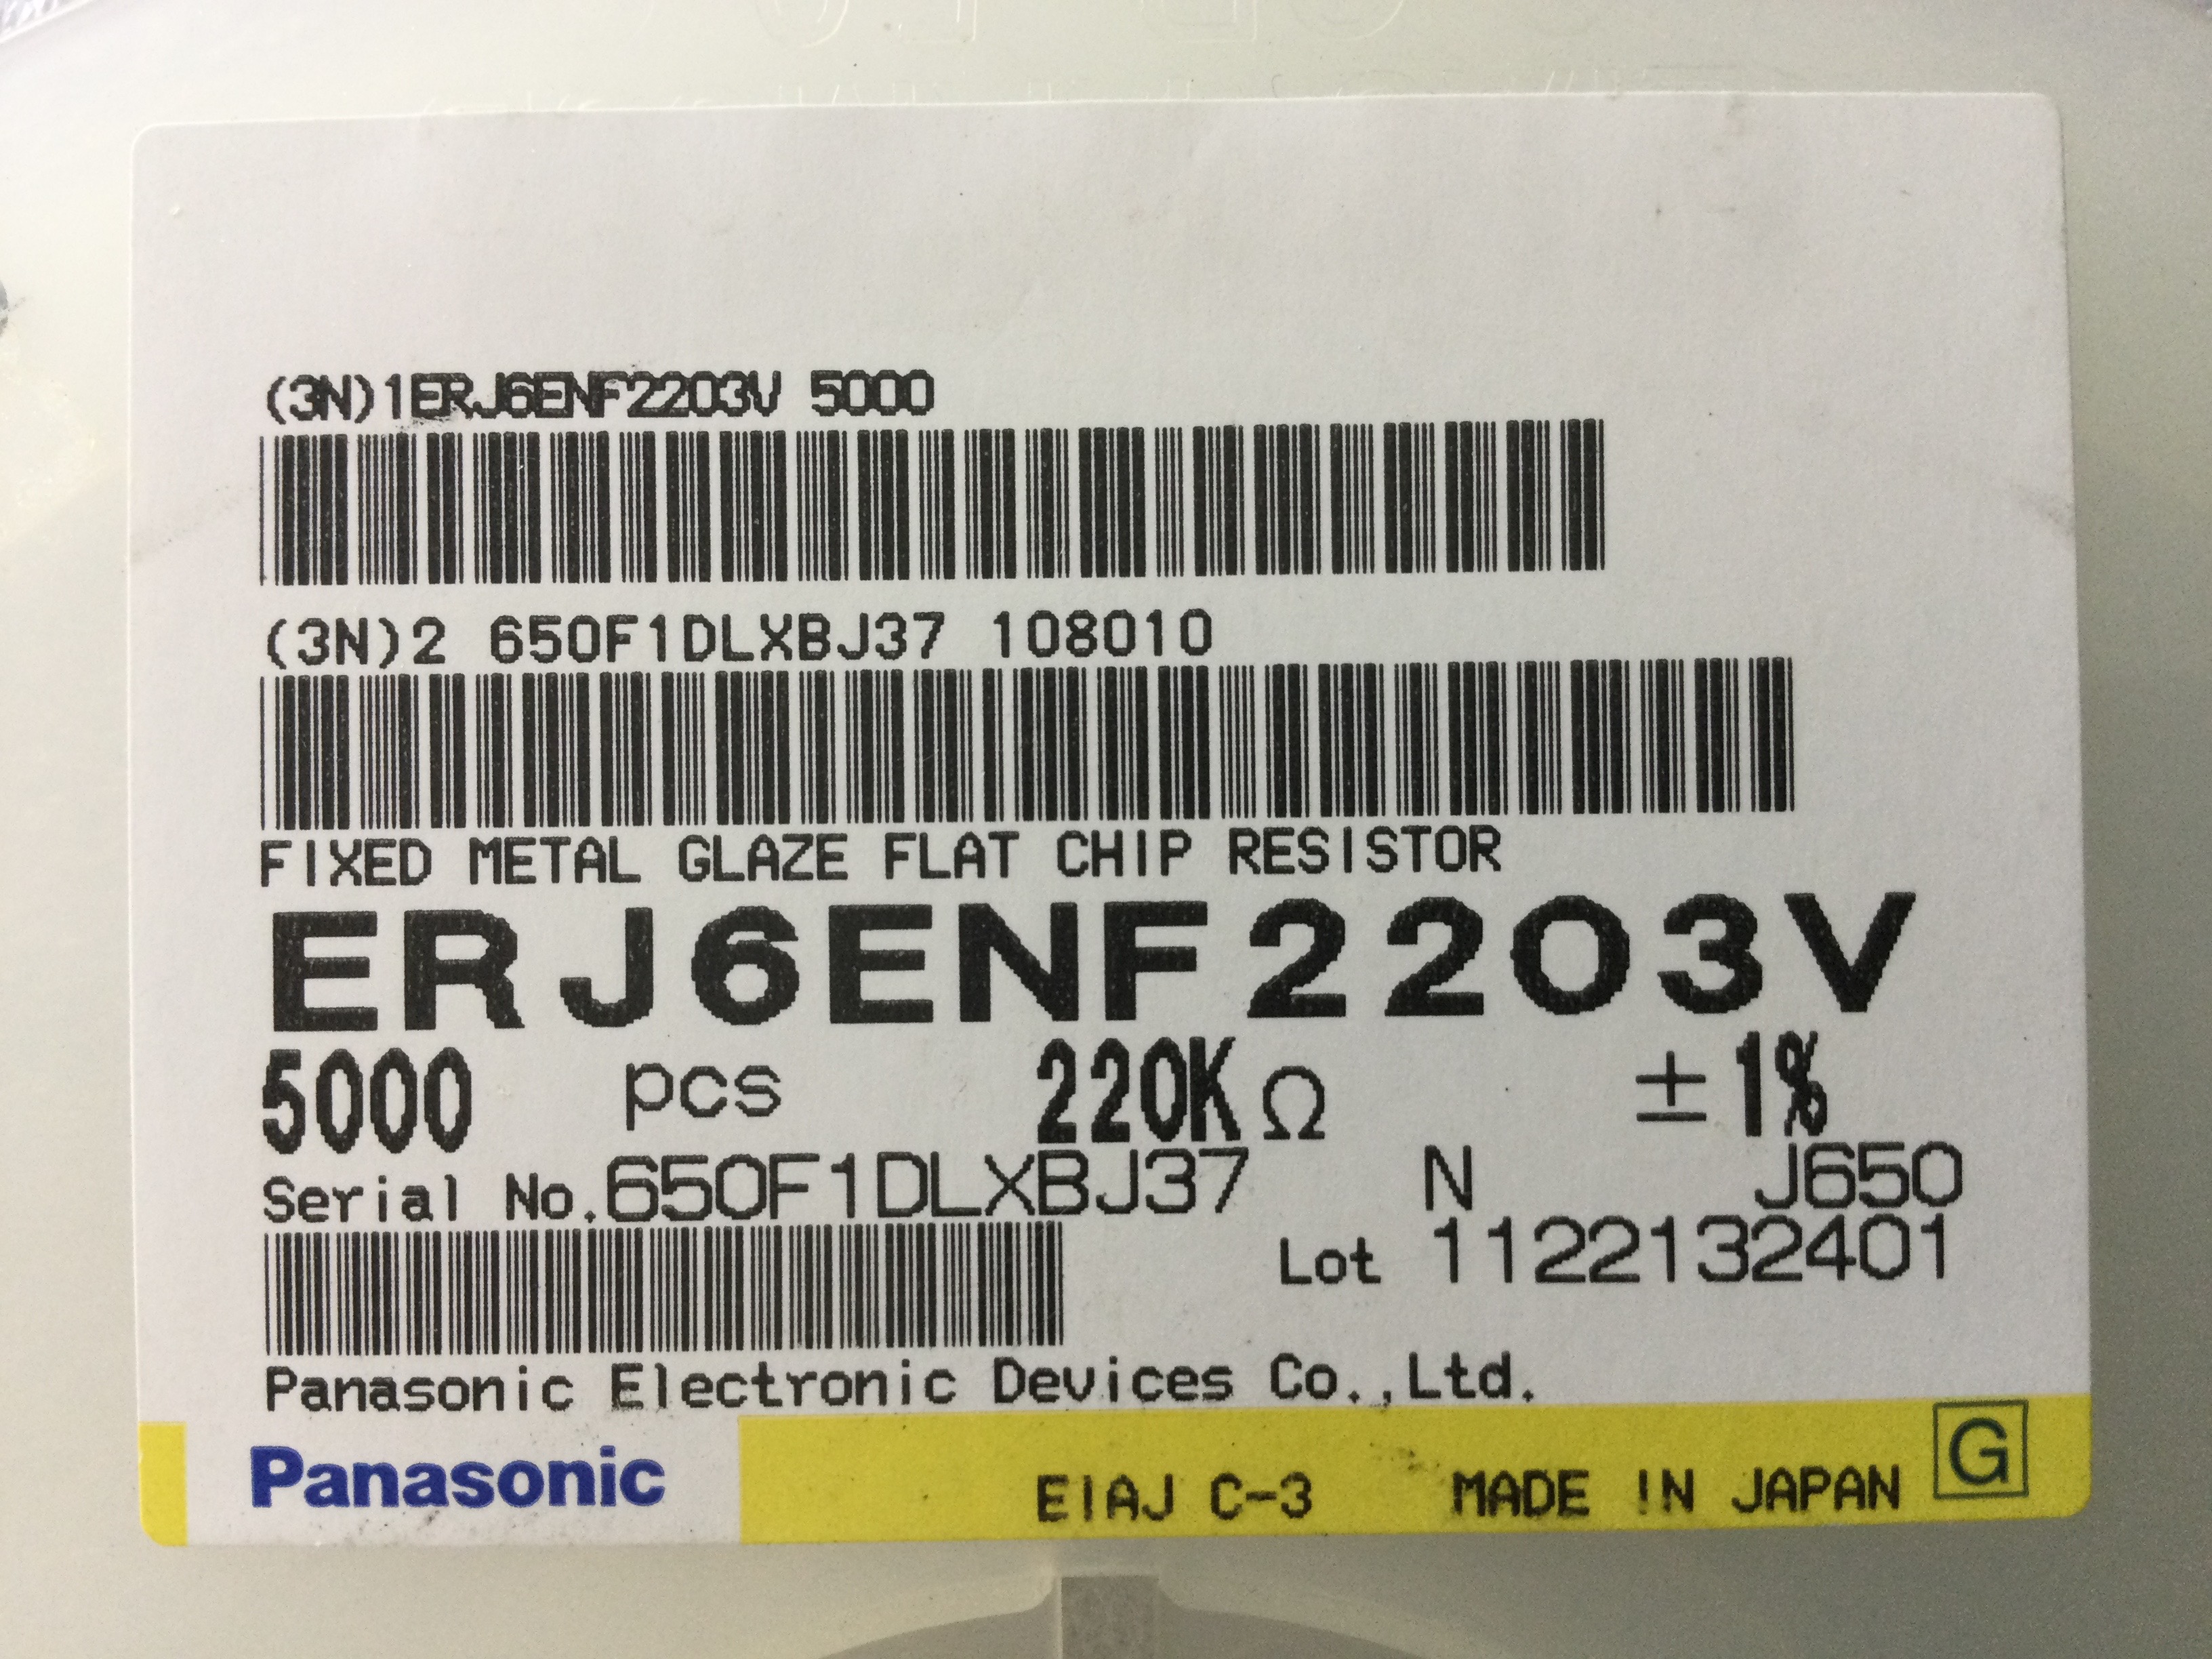 (3N)1ERJ6ENF2203V 5000
(3N)2 650F1DLXBJ37 108010
FIXED METAL GLAZE FLAT CHIP RESISTOR
ERJ6ENF2203V
5000 pcs 220KΩ ±1%
Serial No.650F1DLXBJ37 N J650
Lot 1122132401
Panasonic Electronic Devices Co.,Ltd.
Panasonic EIAJ C-3 MADE IN JAPAN G